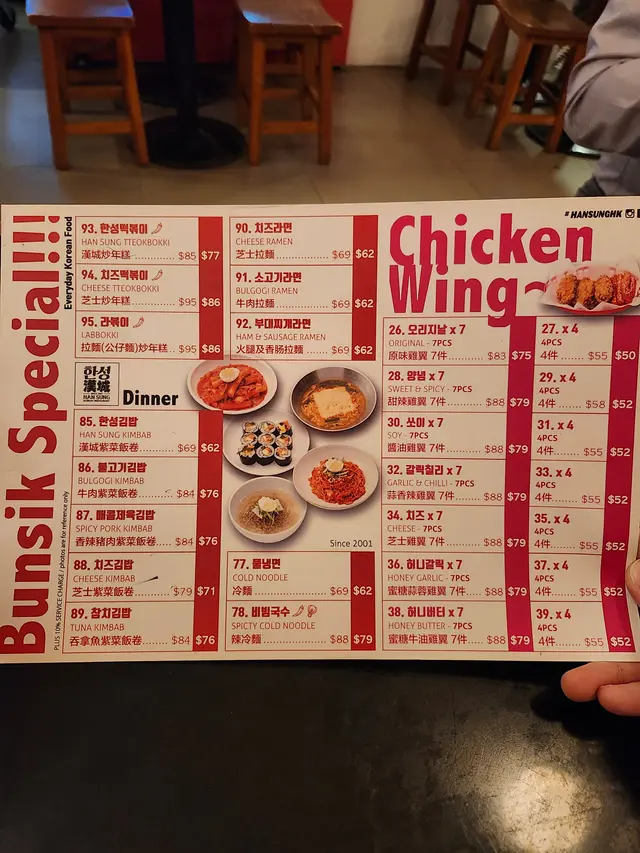 Bunsik Special!!!
Everyday Korean Food
PLUS 10% SERVICE CHARGE / photos are for reference only
93. 한성떡볶이
HAN SUNG TTEOKBOKKI
漢城炒年糕 $85 $77
94. 치즈떡볶이
CHEESE TTEOKBOKKI
芝士炒年糕 $95 $86
95. 라볶이
LABBOKKI
拉麵(公仔麵)炒年糕 $95 $86
90. 치즈라면
CHEESE RAMEN
芝士拉麵 $69 $62
91. 소고기라면
BULGOGI RAMEN
牛肉拉麵 $69 $62
92. 부대찌개라면
HAM & SAUSAGE RAMEN
火腿及香腸拉麵 $69 $62
한성
漢城
HAN SUNG
Dinner
85. 한성김밥
HAN SUNG KIMBAB
漢城紫菜飯卷 $69 $62
86. 불고기김밥
BULGOGI KIMBAB
牛肉紫菜飯卷 $84 $76
87. 매콤제육김밥
SPICY PORK KIMBAB
香辣豬肉紫菜飯卷 $84 $76
88. 치즈김밥
CHEESE KIMBAB
芝士紫菜飯卷 $79 $71
89. 참치김밥
TUNA KIMBAB
吞拿魚紫菜飯卷 $84 $76
Since 2001
77. 물냉면
COLD NOODLE
冷麵 $69 $62
78. 비빔국수
SPICTY COLD NOODLE
辣冷麵 $88 $79
# HANSUNGHK
Chicken
Wing~
26. 오리지날 x 7
ORIGINAL - 7PCS
原味雞翼 7件 $83 $75
27. x 4
4PCS
4件 $55 $50
28. 양념 x 7
SWEET & SPICY - 7PCS
甜辣雞翼 7件 $88 $79
29. x 4
4PCS
4件 $58 $52
30. 쏘이 x 7
SOY - 7PCS
醬油雞翼 7件 $88 $79
31. x 4
4PCS
4件 $55 $52
32. 갈릭칠리 x 7
GARLIC & CHILLI - 7PCS
蒜香辣雞翼 7件 $88 $79
33. x 4
4PCS
4件 $55 $52
34. 치즈 x 7
CHEESE - 7PCS
芝士雞翼 7件 $88 $79
35. x 4
4PCS
4件 $55 $52
36. 허니갈릭 x 7
HONEY GARLIC - 7PCS
蜜糖蒜蓉雞翼 7件 $88 $79
37. x 4
4PCS
4件 $55 $52
38. 허니버터 x 7
HONEY BUTTER - 7PCS
蜜糖牛油雞翼 7件 $88 $79
39. x 4
4PCS
4件 $55 $52